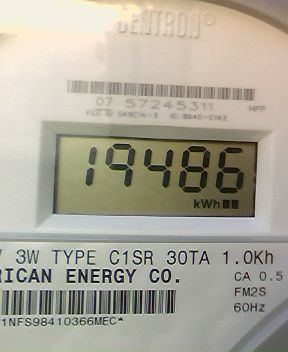 CENTRON®
07 57245311 HPP
19486
kWh
3W TYPE C1SR 30TA 1.0Kh
RICAN ENERGY CO. CA 0.5
FM2S
1NFS98410366MEC* 60Hz